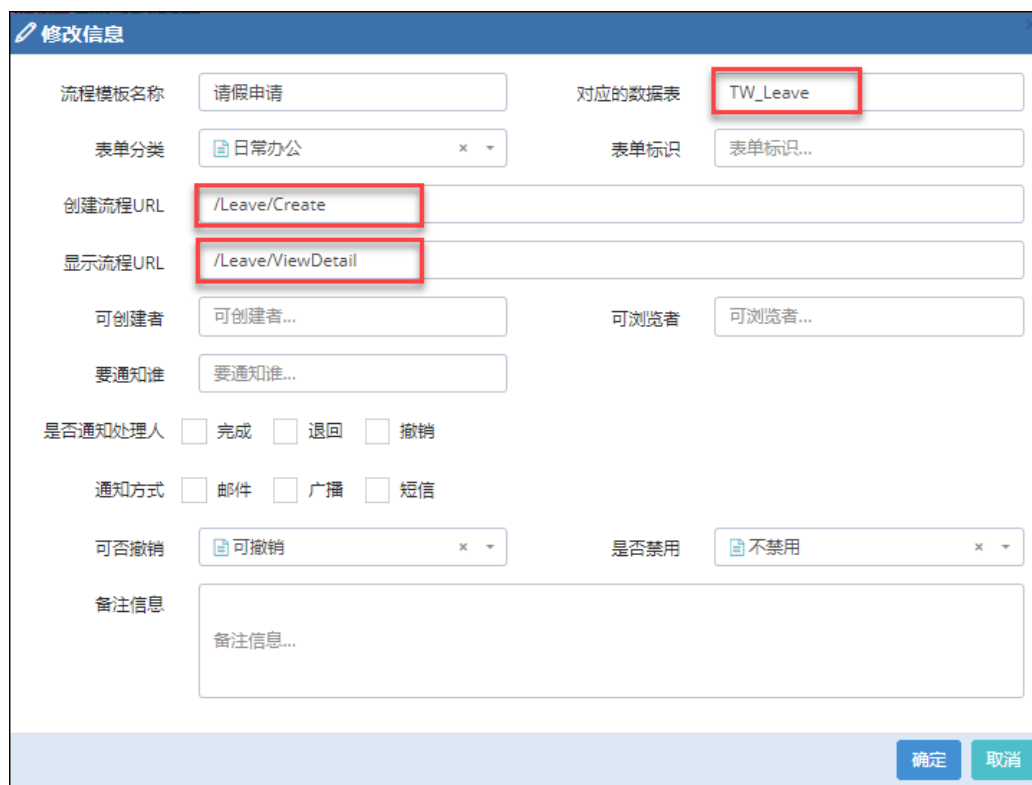 修改信息
流程模板名称 请假申请 对应的数据表 TW_Leave
表单分类 日常办公 × 表单标识 表单标识...
创建流程URL /Leave/Create
显示流程URL /Leave/ViewDetail
可创建者 可创建者... 可浏览者 可浏览者...
要通知谁 要通知谁...
是否通知处理人 完成 退回 撤销
通知方式 邮件 广播 短信
可否撤销 可撤销 × 是否禁用 不禁用 ×
备注信息
备注信息...
确定 取消